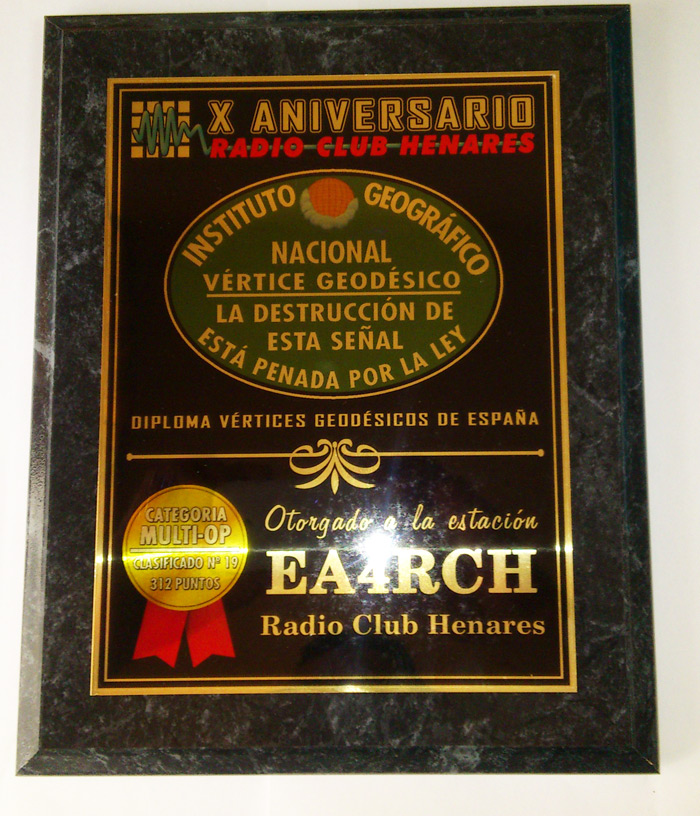 X ANIVERSARIO
RADIO CLUB HENARES
INSTITUTO GEOGRÁFICO
NACIONAL
VÉRTICE GEODÉSICO
LA DESTRUCCIÓN DE
ESTA SEÑAL
ESTÁ PENADA POR LA LEY
DIPLOMA VÉRTICES GEODÉSICOS DE ESPAÑA
CATEGORIA
MULTI-OP
CLASIFICADO Nº 19
312 PUNTOS
Otorgado a la estación
EA4RCH
Radio Club Henares